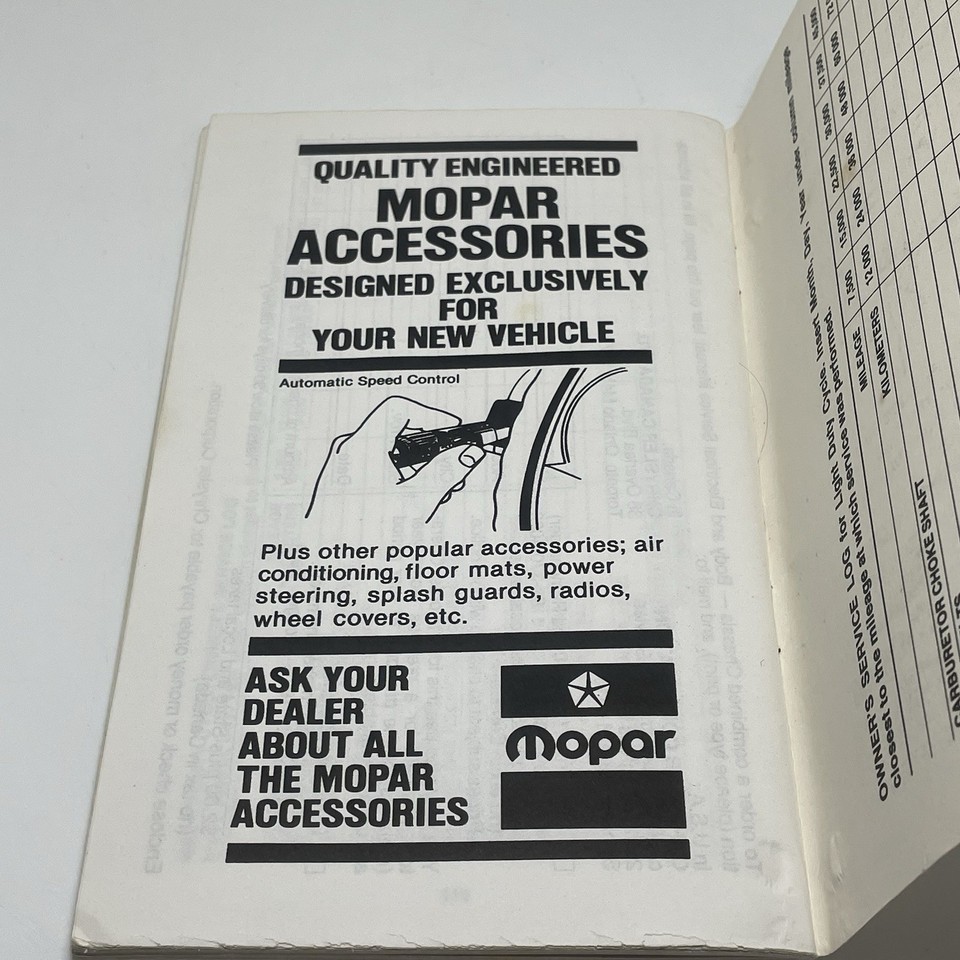 QUALITY ENGINEERED
MOPAR
ACCESSORIES
DESIGNED EXCLUSIVELY
FOR
YOUR NEW VEHICLE
Automatic Speed Control
Plus other popular accessories; air
conditioning, floor mats, power
steering, splash guards, radios,
wheel covers, etc.
ASK YOUR
DEALER
ABOUT ALL
THE MOPAR
ACCESSORIES
Mopar
OWNER'S SERVICE LOG for Light Duty Cycle. Insert Month, Day, Year under column mileage
closest to the mileage at which service was performed.
MILEAGE 7,500 15,000 22,500 30,000 37,500 45,000
KILOMETERS 12 000 24 000 36 000 48 000 60 000
CARBURETOR CHOKE SHAFT